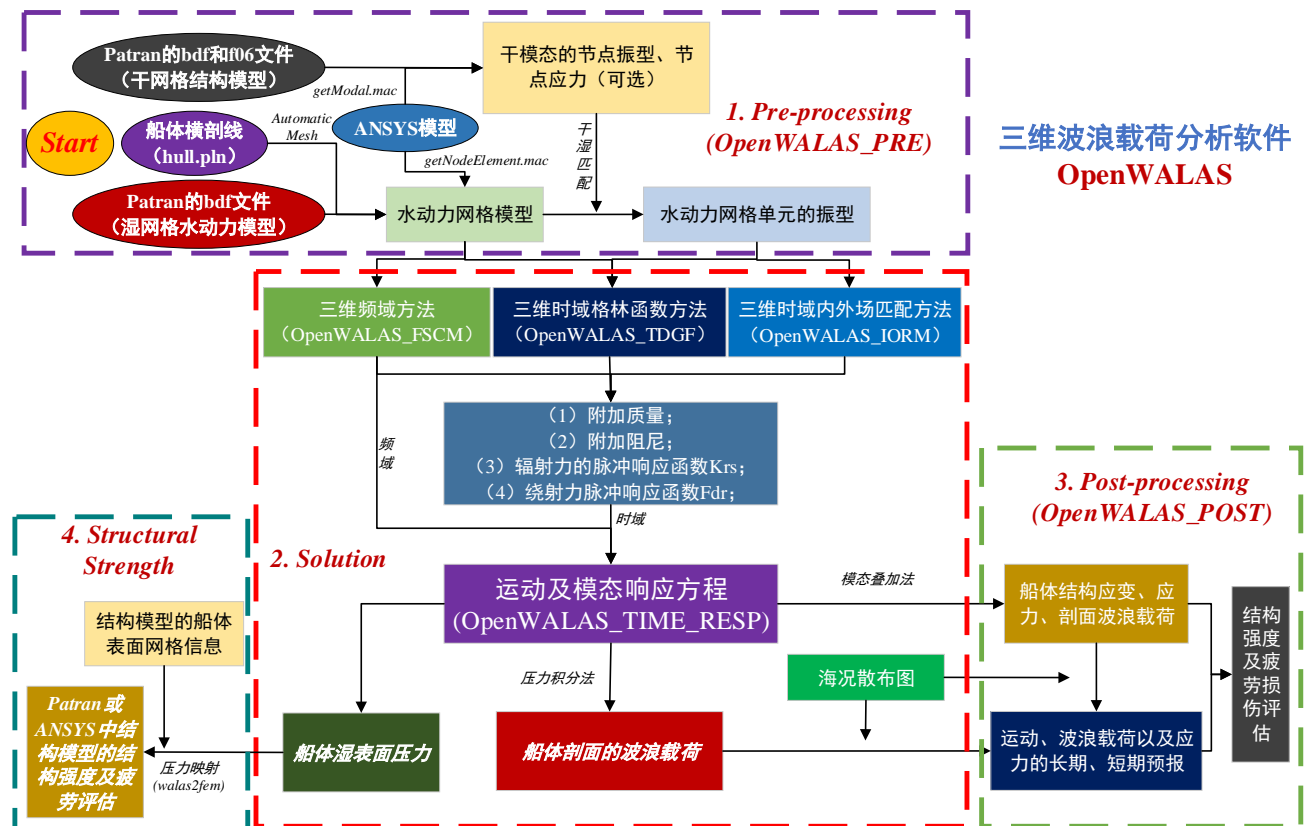 Patran的bdf和f06文件
（干网格结构模型）
getModal.mac
干模态的节点振型、节
点应力（可选）
1. Pre-processing
(OpenWALAS_PRE)
三维波浪载荷分析软件
OpenWALAS
Start
船体横剖线
（hull.pln）
Automatic
Mesh
ANSYS模型
getNodeElement.mac
干
湿
匹
配
Patran的bdf文件
（湿网格水动力模型）
水动力网格模型
水动力网格单元的振型
三维频域方法
（OpenWALAS_FSCM）
三维时域格林函数方法
（OpenWALAS_TDGF）
三维时域内外场匹配方法
（OpenWALAS_IORM）
频
域
（1）附加质量；
（2）附加阻尼；
（3）辐射力的脉冲响应函数Krs；
（4）绕射力脉冲响应函数Fdr；
时域
2. Solution
运动及模态响应方程
(OpenWALAS_TIME_RESP)
模态叠加法
压力积分法
海况散布图
船体湿表面压力
船体剖面的波浪载荷
3. Post-processing
(OpenWALAS_POST)
船体结构应变、应
力、剖面波浪载荷
运动、波浪载荷以及应
力的长期、短期预报
结构
强度
及疲
劳损
伤评
估
4. Structural
Strength
结构模型的船体
表面网格信息
Patran或
ANSYS中结
构模型的结
构强度及疲
劳评估
压力映射
(walas2fem)